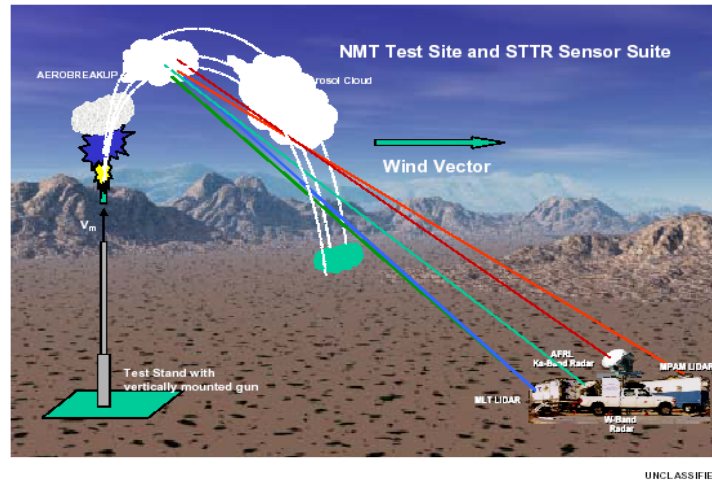 NMT Test Site and STTR Sensor Suite
AEROBREAKUP
rosol Cloud
Wind Vector
Vm
AFRL
Ka-Band Radar
MPAM LIDAR
Test Stand with
vertically mounted gun
MLT LIDAR
W-Band
Radar
UNCLASSIFIE